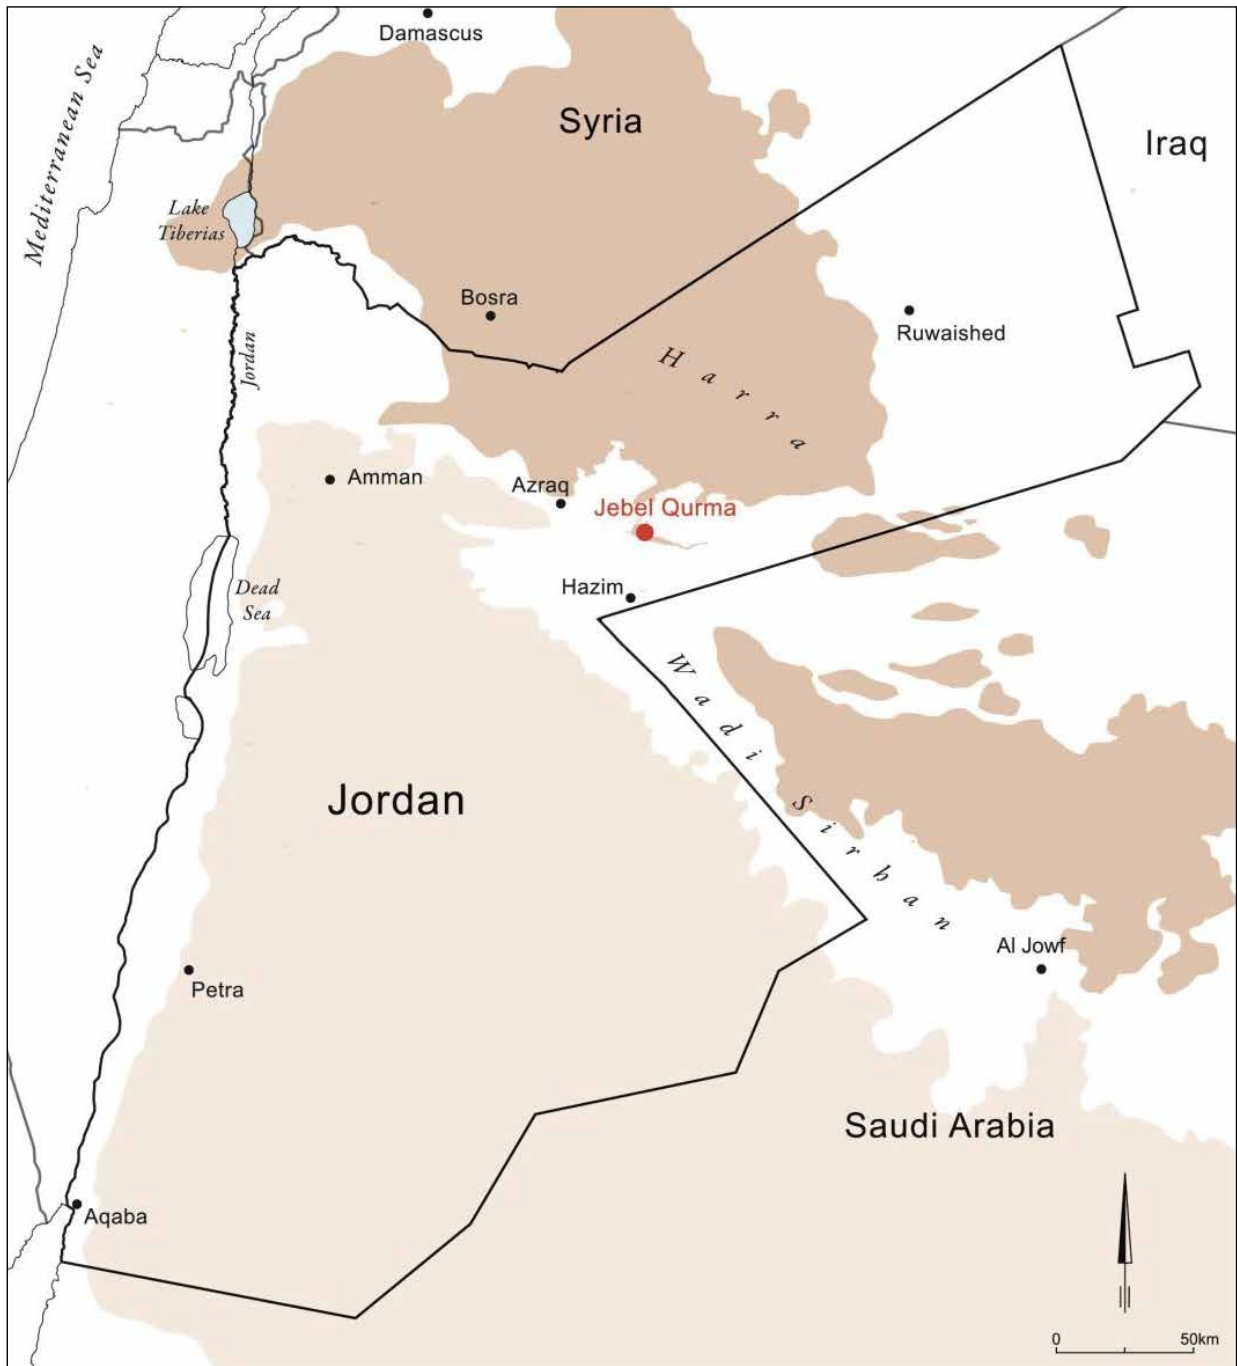 Damascus
Mediterranean Sea
Syria
Iraq
Lake
Tiberias
Bosra
Ruwaished
Jordan
Harra
Amman
Azraq
Jebel Qurma
Dead
Sea
Hazim
Wadi Sirhan
Jordan
Al Jowf
Petra
Saudi Arabia
Aqaba
0 50km